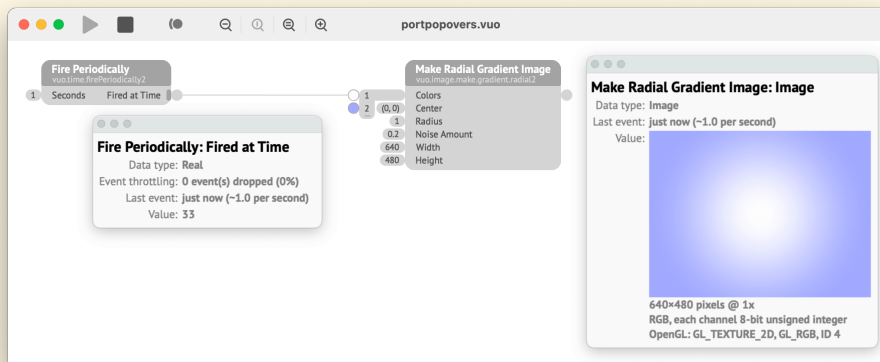 portpopovers.vuo
Fire Periodically
vuo.time.firePeriodically2
1 Seconds Fired at Time
Fire Periodically: Fired at Time
Data type: Real
Event throttling: 0 event(s) dropped (0%)
Last event: just now (~1.0 per second)
Value: 33
Make Radial Gradient Image
vuo.image.make.gradient.radial2
1 Colors
2 (0, 0) Center
1 Radius
0.2 Noise Amount
640 Width
480 Height
Make Radial Gradient Image: Image
Data type: Image
Last event: just now (~1.0 per second)
Value:
640×480 pixels @ 1x
RGB, each channel 8-bit unsigned integer
OpenGL: GL_TEXTURE_2D, GL_RGB, ID 4